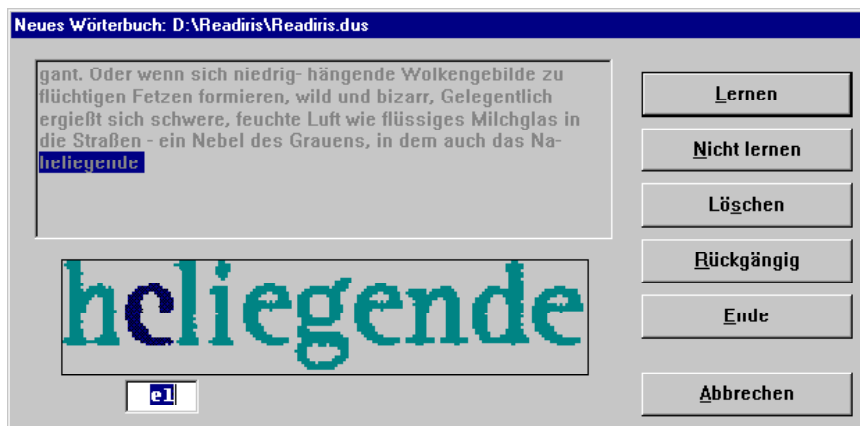 Neues Wörterbuch: D:\Readiris\Readiris.dus
gant. Oder wenn sich niedrig- hängende Wolkengebilde zu
flüchtigen Fetzen formieren, wild und bizarr, Gelegentlich
ergießt sich schwere, feuchte Luft wie flüssiges Milchglas in
die Straßen - ein Nebel des Grauens, in dem auch das Na-
heliegende
heliegende
el
Lernen
Nicht lernen
Löschen
Rückgängig
Ende
Abbrechen